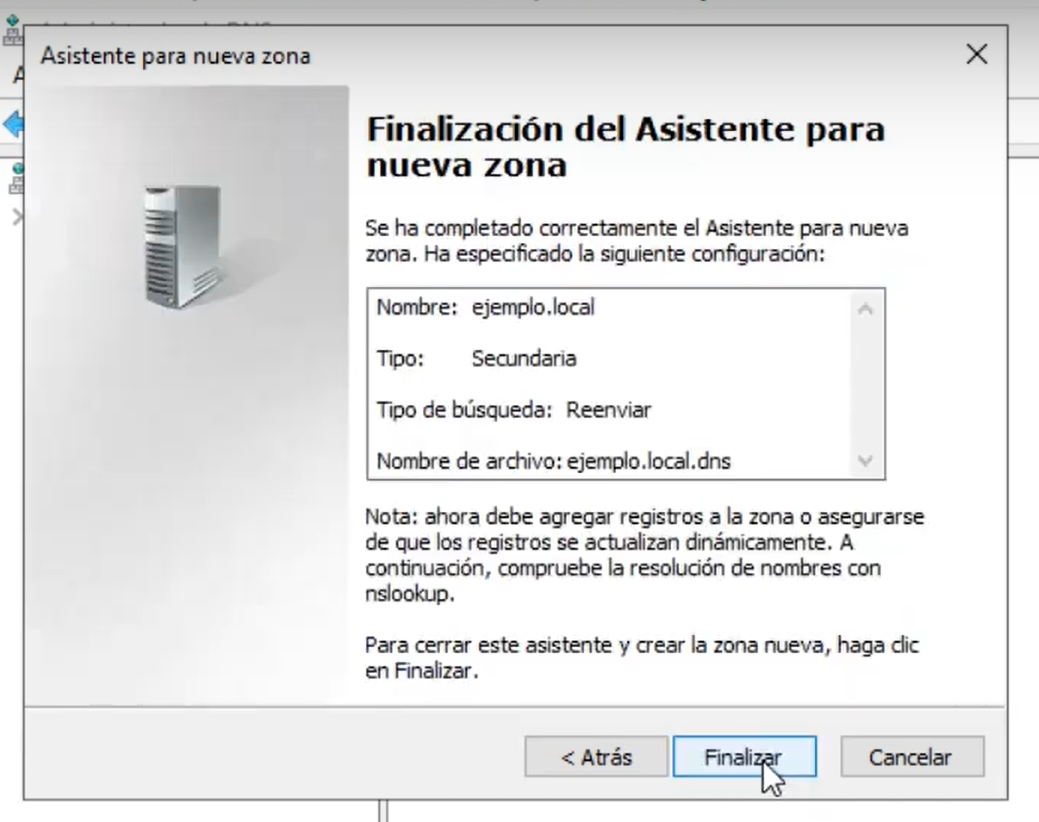 Asistente para nueva zona
Finalización del Asistente para
nueva zona
Se ha completado correctamente el Asistente para nueva
zona. Ha especificado la siguiente configuración:
Nombre: ejemplo.local
Tipo: Secundaria
Tipo de búsqueda: Reenviar
Nombre de archivo: ejemplo.local.dns
Nota: ahora debe agregar registros a la zona o asegurarse
de que los registros se actualizan dinámicamente. A
continuación, compruebe la resolución de nombres con
nslookup.
Para cerrar este asistente y crear la zona nueva, haga clic
en Finalizar.
< Atrás
Finalizar
Cancelar